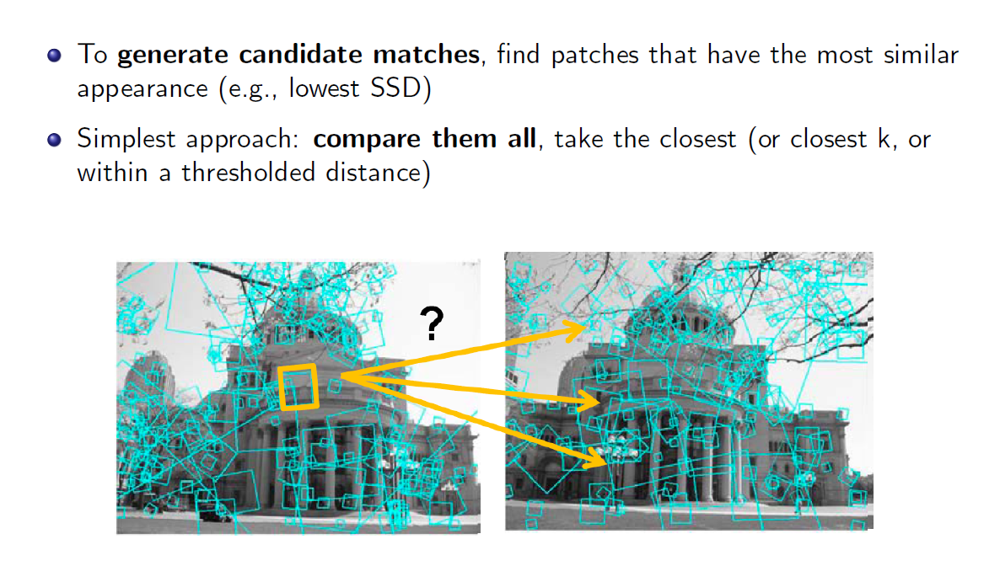 To generate candidate matches, find patches that have the most similar
appearance (e.g., lowest SSD)
Simplest approach: compare them all, take the closest (or closest k, or
within a thresholded distance)
?